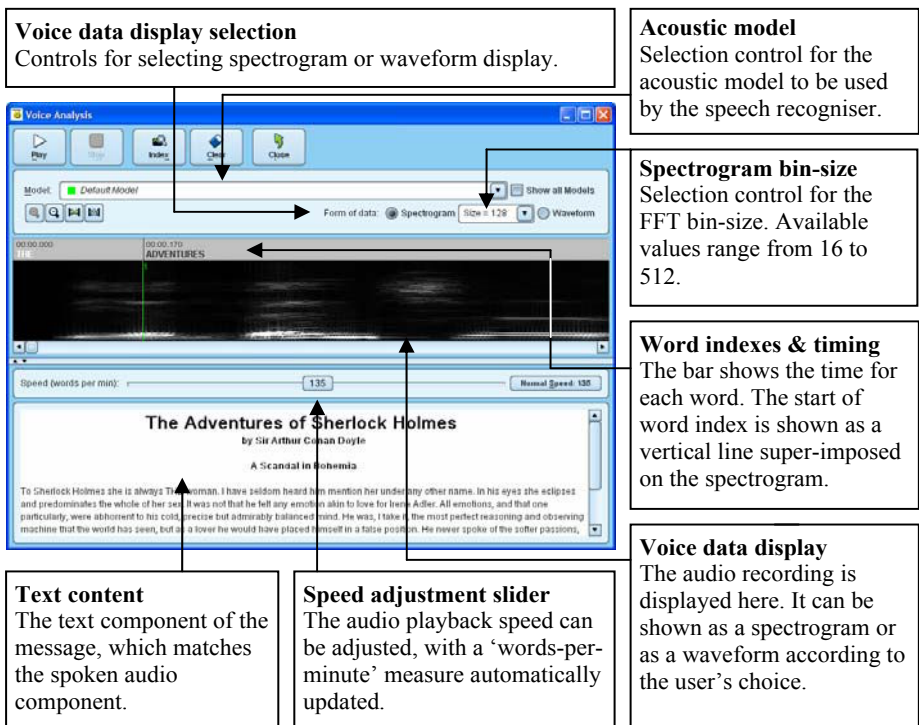 Voice data display selection
Controls for selecting spectrogram or waveform display.
Acoustic model
Selection control for the
acoustic model to be used
by the speech recogniser.
Voice Analysis
Play
Stop
Index
Clear
Close
Model: Default Model
Show all Models
Form of data: Spectrogram Size = 128 Waveform
00:00.000 00:00.170
THE ADVENTURES
Spectrogram bin-size
Selection control for the
FFT bin-size. Available
values range from 16 to
512.
Word indexes & timing
The bar shows the time for
each word. The start of
word index is shown as a
vertical line super-imposed
on the spectrogram.
Speed (words per min): 135 Normal Speed: 135
The Adventures of Sherlock Holmes
by Sir Arthur Conan Doyle
A Scandal in Bohemia
To Sherlock Holmes she is always The woman. I have seldom heard him mention her under any other name. In his eyes she eclipses
and predominates the whole of her sex. It was not that he felt any emotion akin to love for Irene Adler. All emotions, and that one
particularly, were abhorrent to his cold, precise but admirably balanced mind. He was, I take it, the most perfect reasoning and observing
machine that the world has seen, but as a lover he would have placed himself in a false position. He never spoke of the softer passions,
Text content
The text component of the
message, which matches
the spoken audio
component.
Speed adjustment slider
The audio playback speed can
be adjusted, with a ‘words-per-
minute’ measure automatically
updated.
Voice data display
The audio recording is
displayed here. It can be
shown as a spectrogram or
as a waveform according to
the user’s choice.